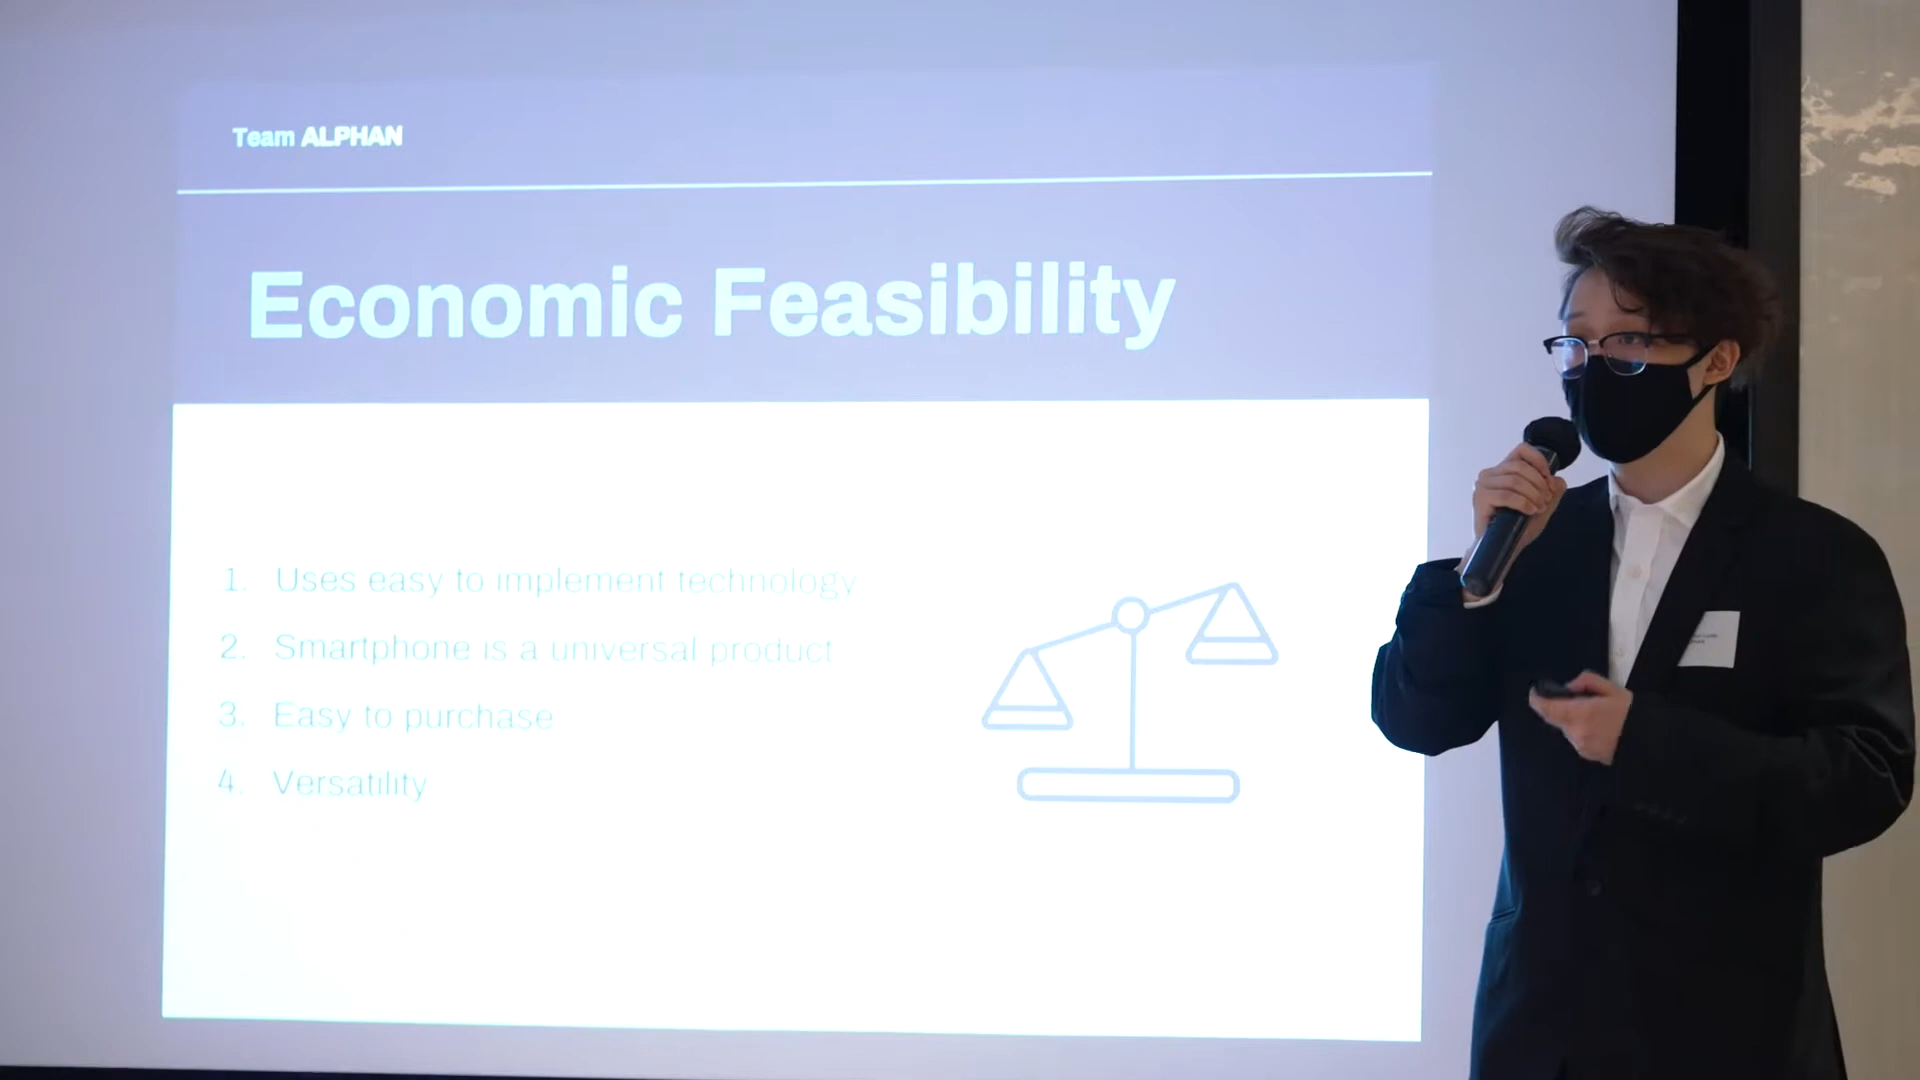 Team ALPHAN
Economic Feasibility
1. Uses easy to implement technology
2. Smartphone is a universal product
3. Easy to purchase
4. Versatility